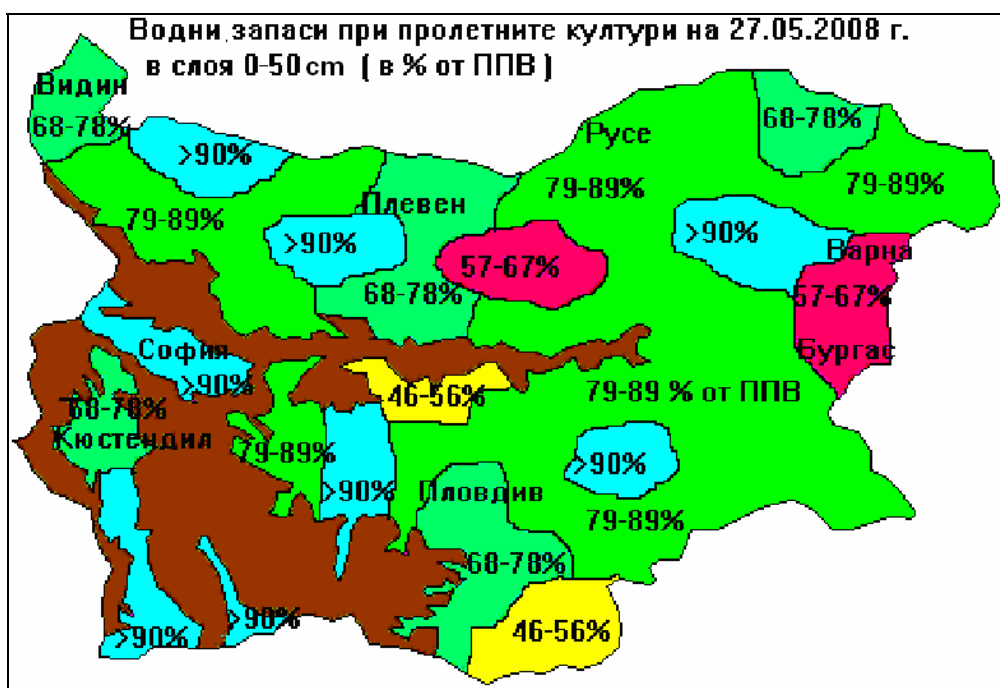 Водни запаси при пролетните култури на 27.05.2008 г.
в слоя 0-50cm ( в % от ППВ )
Видин
68-78%
>90%
Русе
68-78%
79-89%
79-89%
Плевен
79-89%
>90%
>90%
Варна
57-67%
68-78%
57-67%
София
>90%
Бургас
46-56%
79-89 % от ППВ
68-78%
Кюстендил
79-89%
>90%
>90%
Пловдив
79-89%
68-78%
>90%
>90%
46-56%